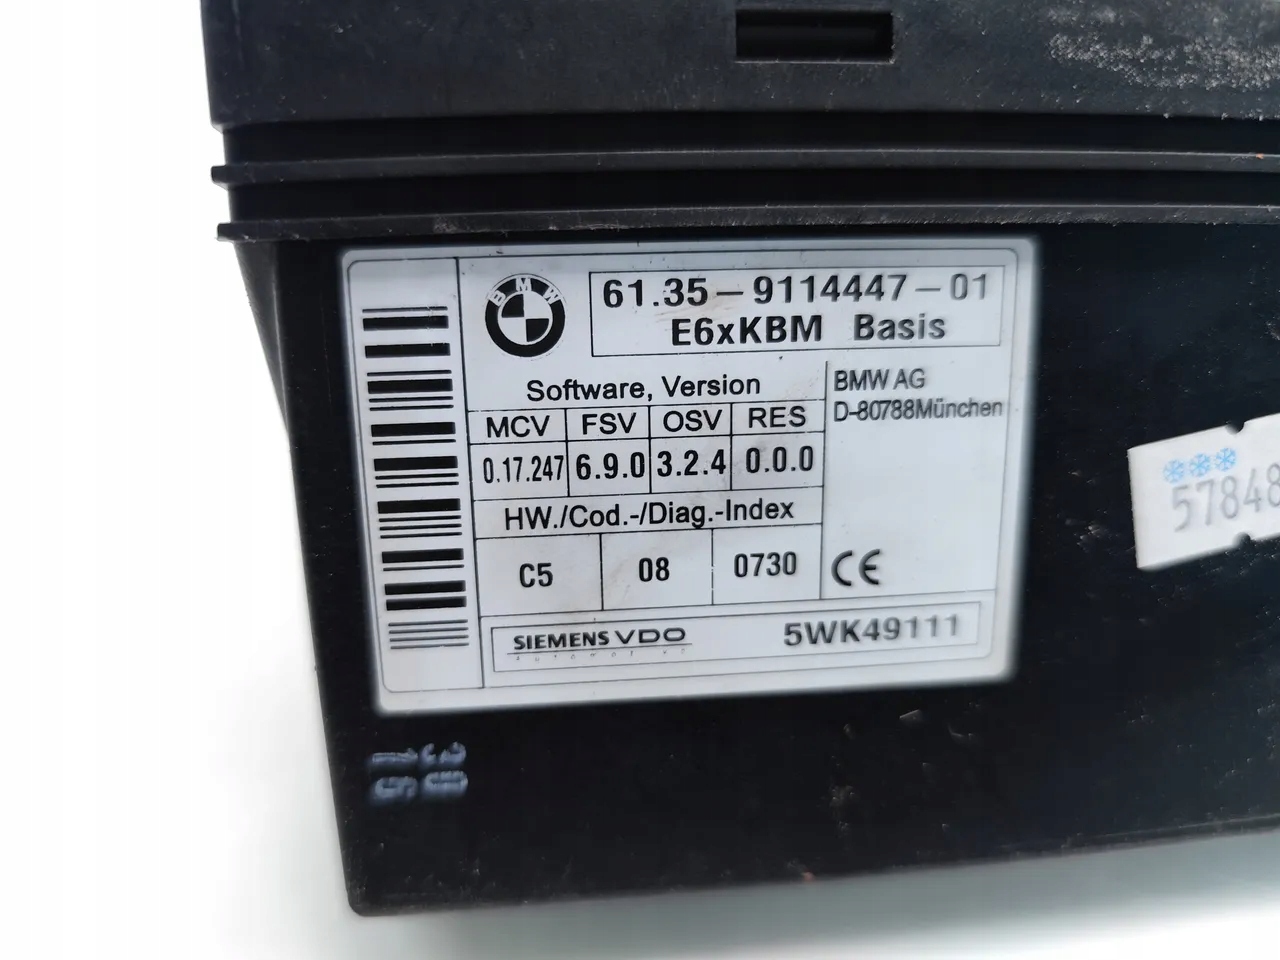 BMW
61.35-9114447-01
E6xKBM Basis
Software, Version
MCV FSV OSV RES
0.17.247 6.9.0 3.2.4 0.0.0
HW./Cod.-/Diag.-Index
C5 08 0730
BMW AG
D-80788München
CE
SIEMENS VDO
Automotive
5WK49111
57848